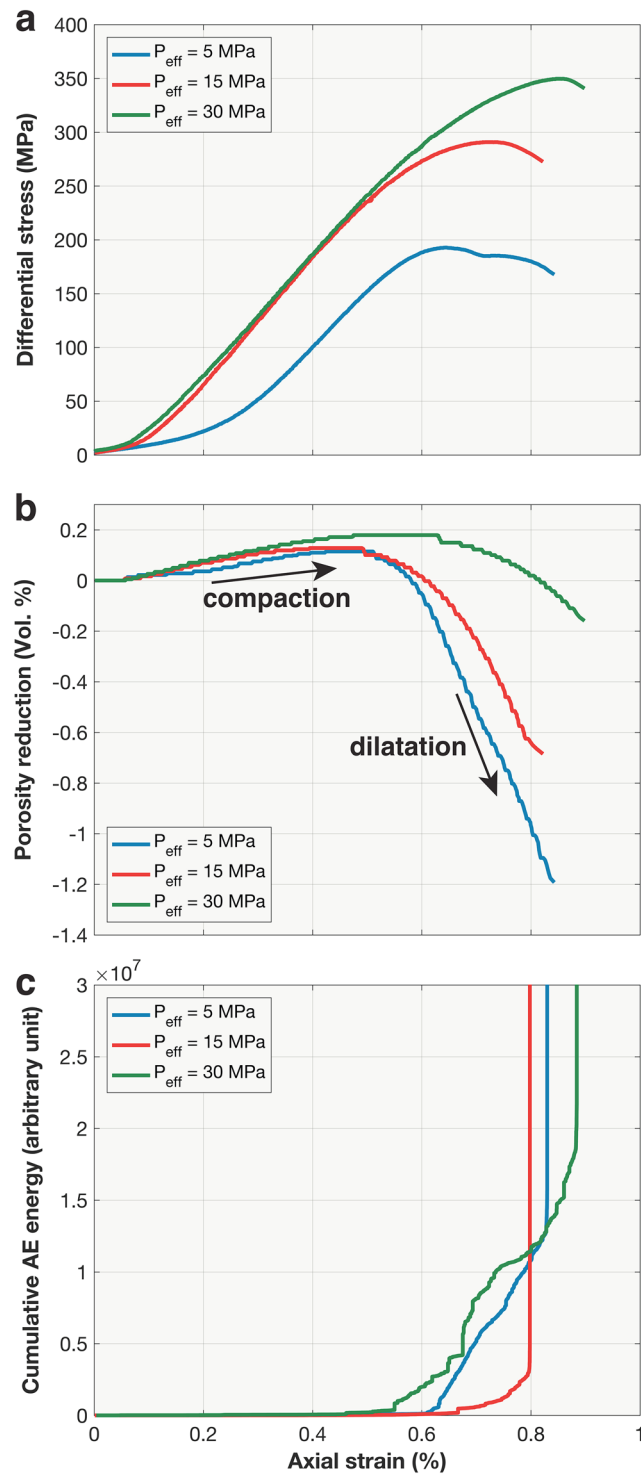 a
400
350
300
250
200
150
100
50
0
Differential stress (MPa)
P_eff = 5 MPa
P_eff = 15 MPa
P_eff = 30 MPa
b
0.2
0
-0.2
-0.4
-0.6
-0.8
-1
-1.2
-1.4
Porosity reduction (Vol. %)
compaction
dilatation
P_eff = 5 MPa
P_eff = 15 MPa
P_eff = 30 MPa
c
×10^7
3
2.5
2
1.5
1
0.5
0
Cumulative AE energy (arbitrary unit)
P_eff = 5 MPa
P_eff = 15 MPa
P_eff = 30 MPa
0 0.2 0.4 0.6 0.8 1
Axial strain (%)